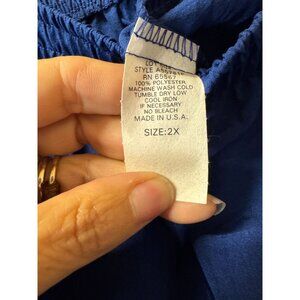 STYLE
RN 65567
100% POLYESTER
MACHINE WASH COLD
TUMBLE DRY LOW
COOL IRON
IF NECESSARY
NO BLEACH
MADE IN U.S.A.
SIZE: 2X